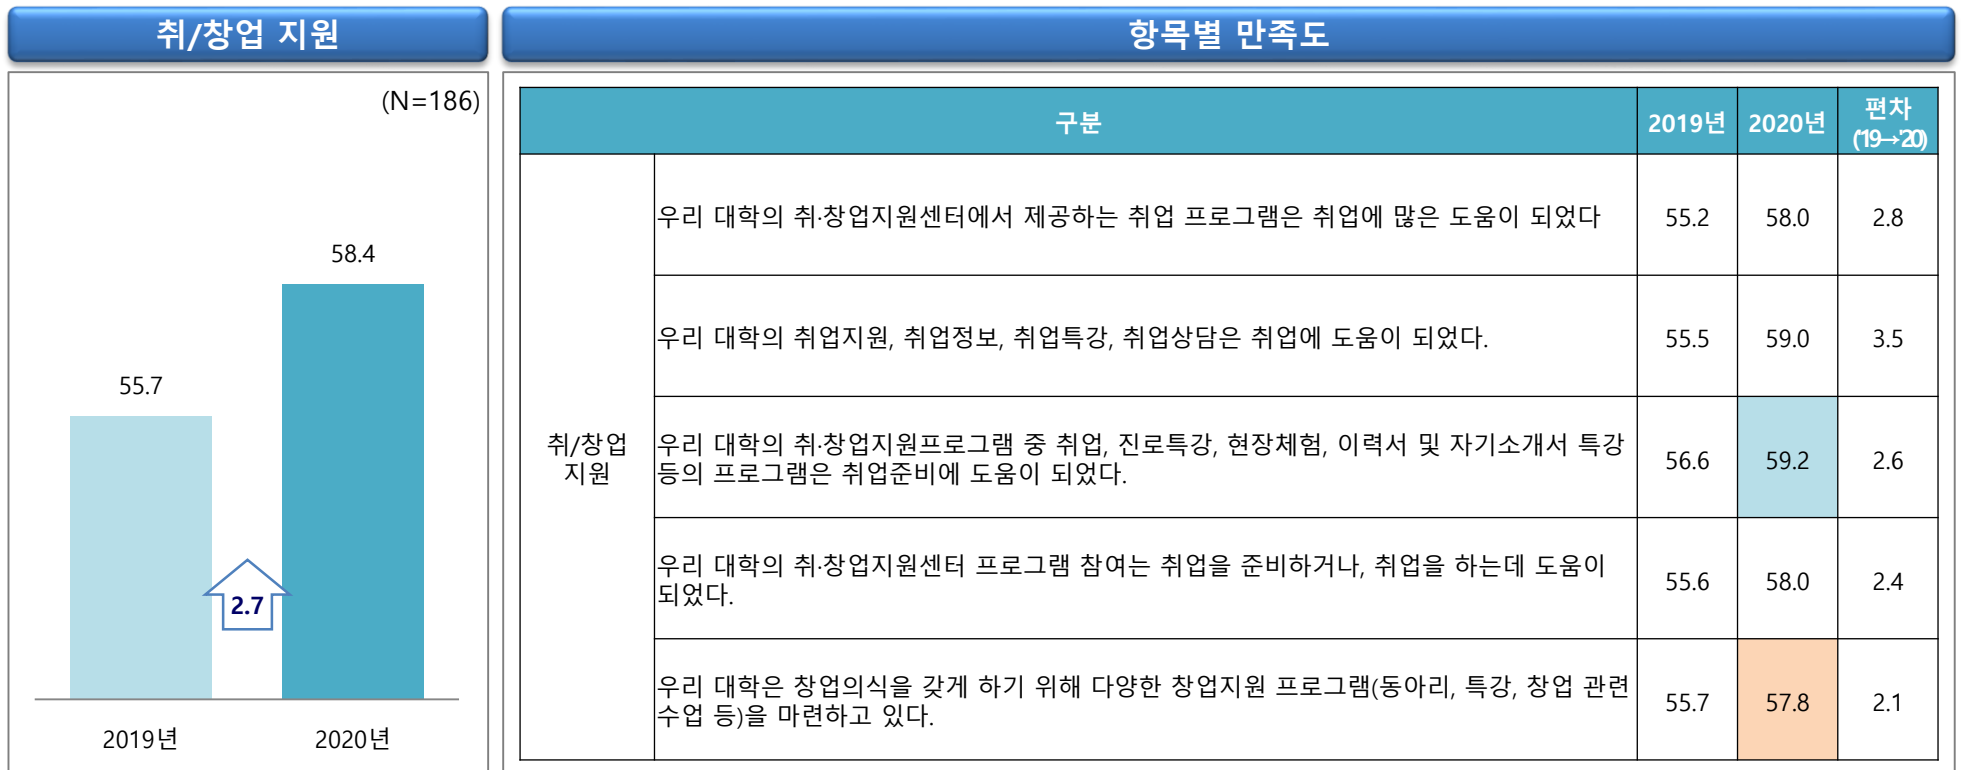 취/창업 지원
(N=186)
58.4
55.7
2.7
2019년
2020년
항목별 만족도
구분
2019년
2020년
편차
('19→'20)
취/창업
지원
우리 대학의 취·창업지원센터에서 제공하는 취업 프로그램은 취업에 많은 도움이 되었다
55.2
58.0
2.8
우리 대학의 취업지원, 취업정보, 취업특강, 취업상담은 취업에 도움이 되었다.
55.5
59.0
3.5
우리 대학의 취·창업지원프로그램 중 취업, 진로특강, 현장체험, 이력서 및 자기소개서 특강
등의 프로그램은 취업준비에 도움이 되었다.
56.6
59.2
2.6
우리 대학의 취·창업지원센터 프로그램 참여는 취업을 준비하거나, 취업을 하는데 도움이
되었다.
55.6
58.0
2.4
우리 대학은 창업의식을 갖게 하기 위해 다양한 창업지원 프로그램(동아리, 특강, 창업 관련
수업 등)을 마련하고 있다.
55.7
57.8
2.1